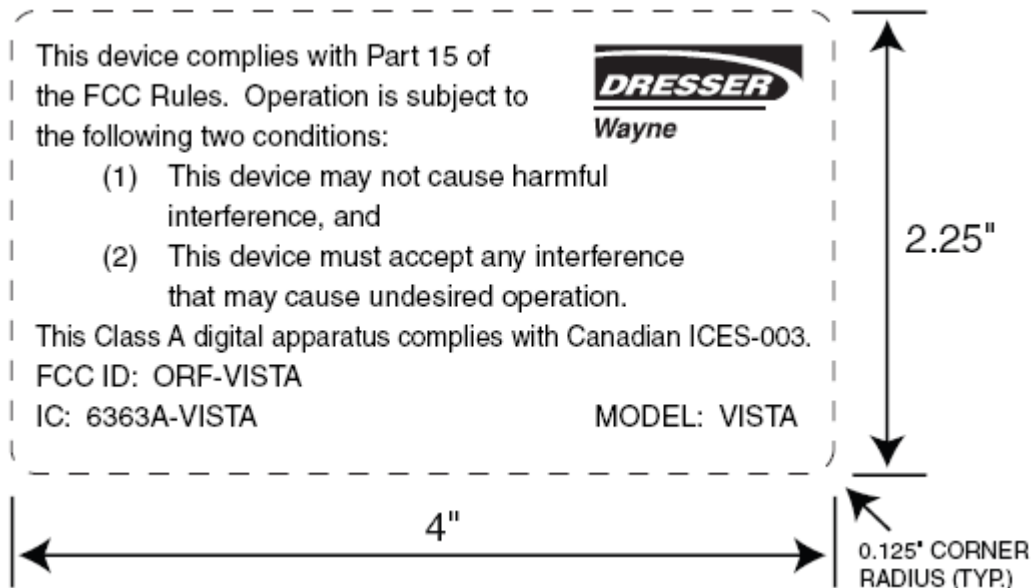 This device complies with Part 15 of
the FCC Rules. Operation is subject to
the following two conditions:
(1) This device may not cause harmful
interference, and
(2) This device must accept any interference
that may cause undesired operation.
This Class A digital apparatus complies with Canadian ICES-003.
FCC ID: ORF-VISTA
IC: 6363A-VISTA
MODEL: VISTA
DRESSER
Wayne
2.25"
4"
0.125" CORNER
RADIUS (TYP.)